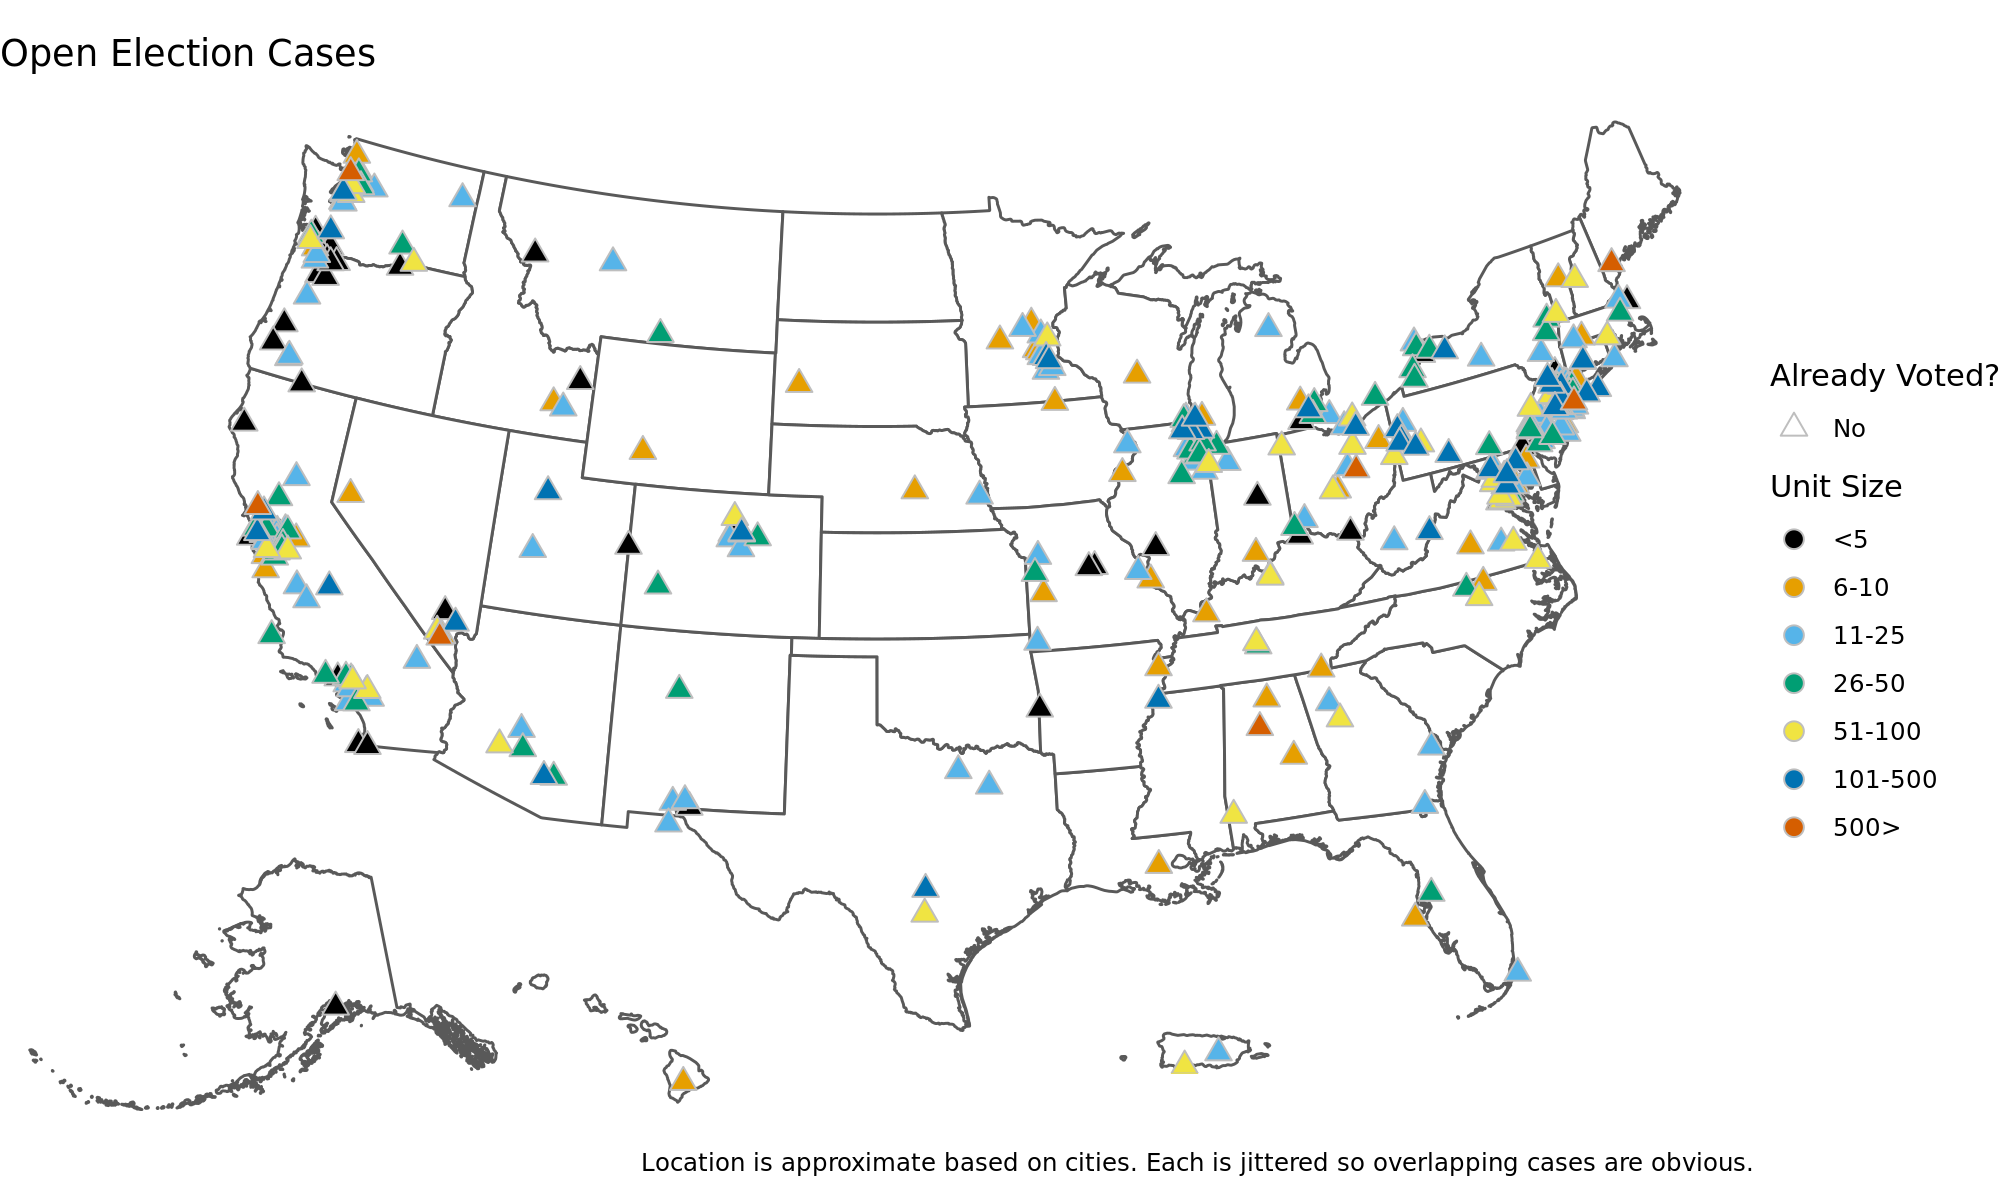 Open Election Cases
Already Voted?
No
Unit Size
<5
6-10
11-25
26-50
51-100
101-500
500>
Location is approximate based on cities. Each is jittered so overlapping cases are obvious.